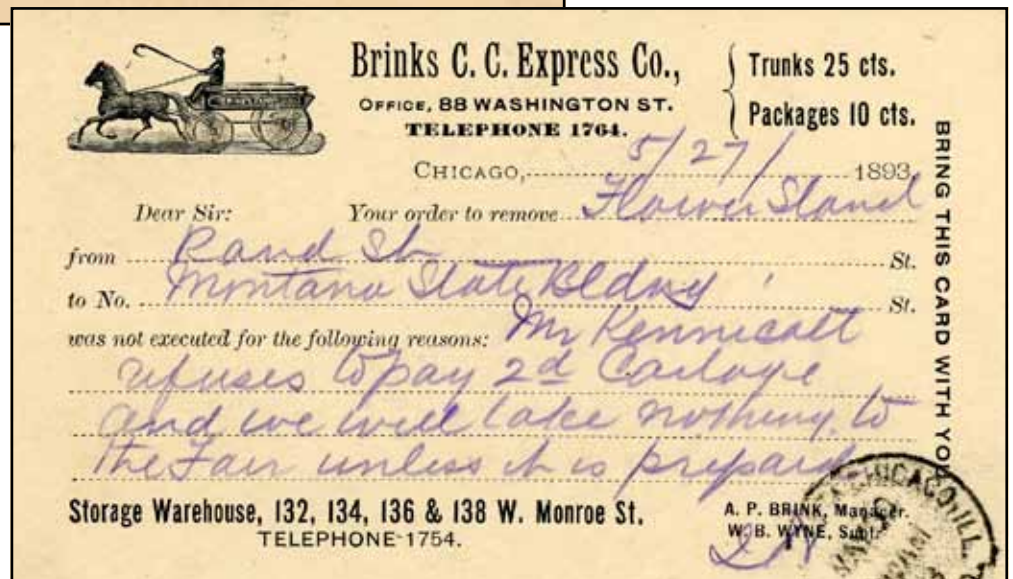 Brinks C. C. Express Co.,
OFFICE, 88 WASHINGTON ST.
TELEPHONE 1764.
Trunks 25 cts.
Packages 10 cts.
CHICAGO, 5/27/ 1893
Dear Sir: Your order to remove Flower Stand
from Rand St. St.
to No. Montana State Bldng St.
was not executed for the following reasons: Mr Kennicott
refuses to pay 2d Cartage
and we will take nothing to
the Fair unless it is prepaid
Storage Warehouse, 132, 134, 136 & 138 W. Monroe St.
TELEPHONE 1754.
A. P. BRINK, Manager.
W. B. WYNE, Supt.
BRING THIS CARD WITH YOU
CHICAGO, ILL.